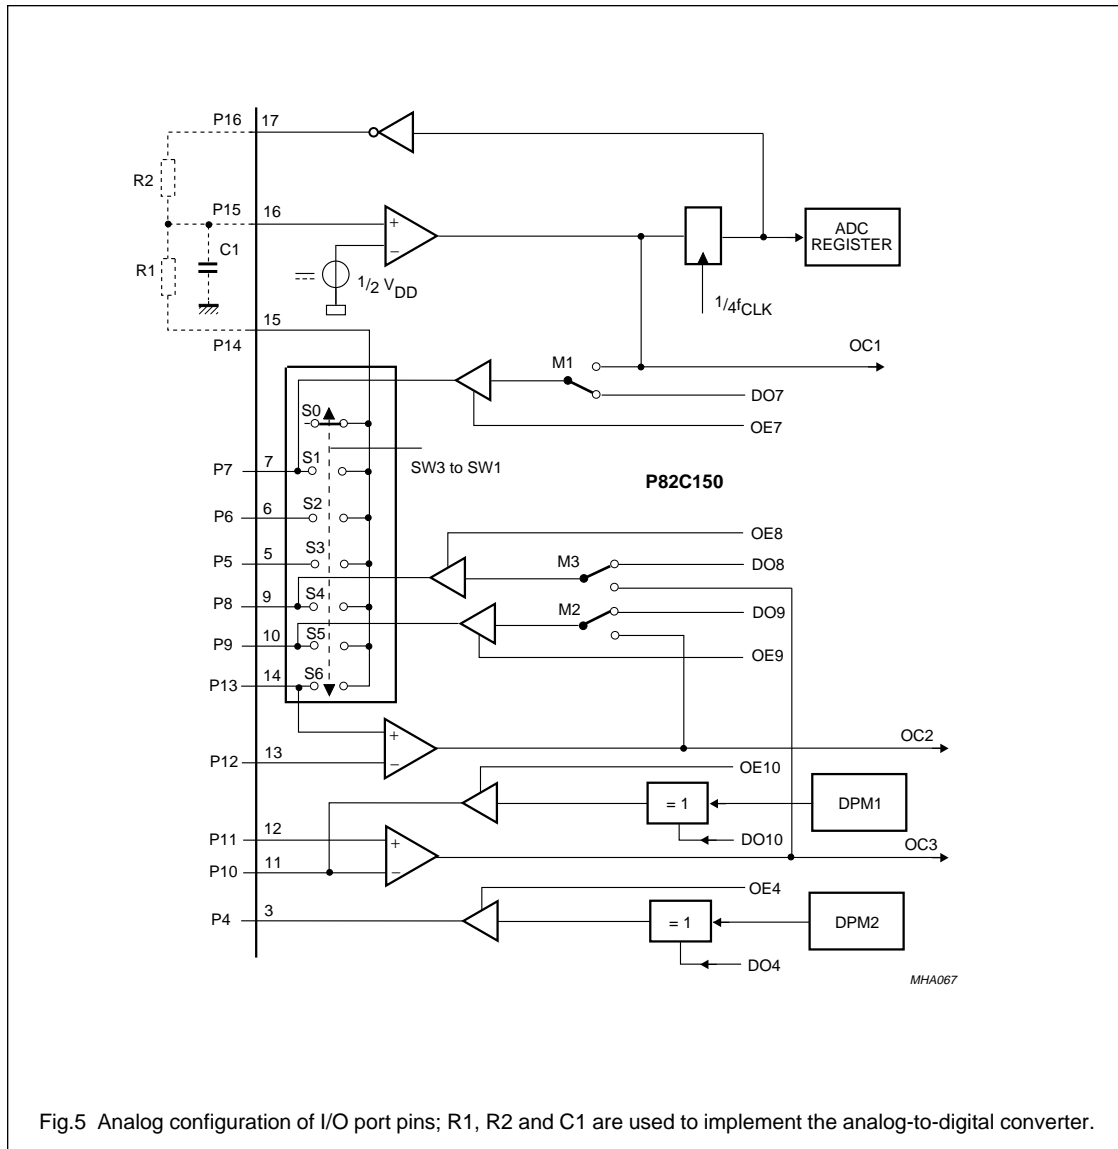 P16 17
R2
P15 16
+
ADC
REGISTER
C1
R1
−
1/2 VDD
1/4fCLK
15
P14
OC1
M1
DO7
S0
OE7
P7 7 S1
SW3 to SW1
P82C150
P6 6 S2
OE8
P5 5 S3
M3 DO8
P8 9 S4
M2 DO9
P9 10 S5
OE9
P13 14 S6
+
OC2
P12 13 −
OE10
= 1 DPM1
P11 12 +
DO10
OC3
P10 11 −
OE4
P4 3
= 1 DPM2
DO4
MHA067
Fig.5 Analog configuration of I/O port pins; R1, R2 and C1 are used to implement the analog-to-digital converter.